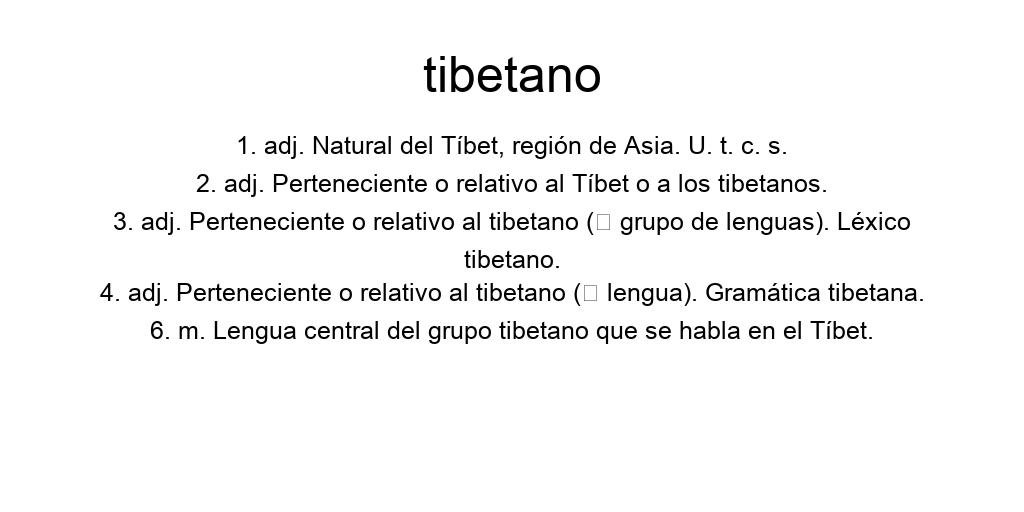 tibetano
1. adj. Natural del Tíbet, región de Asia. U. t. c. s.
2. adj. Perteneciente o relativo al Tíbet o a los tibetanos.
3. adj. Perteneciente o relativo al tibetano (□ grupo de lenguas). Léxico
tibetano.
4. adj. Perteneciente o relativo al tibetano (□ lengua). Gramática tibetana.
6. m. Lengua central del grupo tibetano que se habla en el Tíbet.